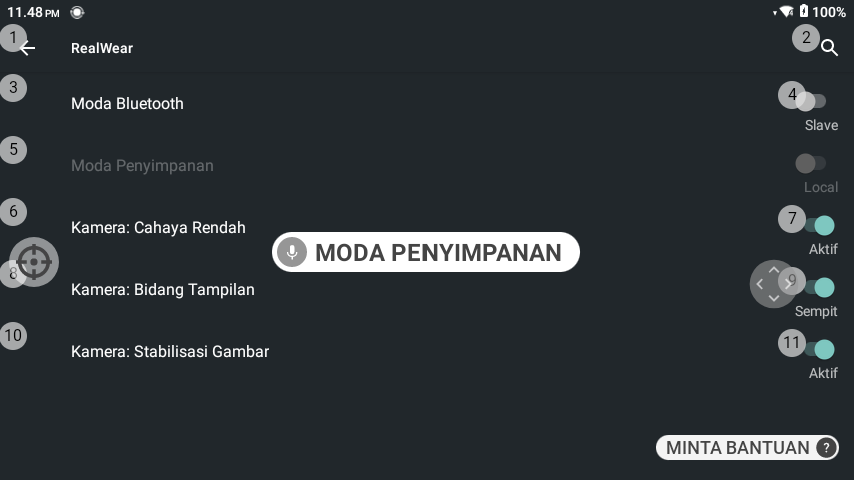 11.48 PM
100%
1
RealWear
2
3
Moda Bluetooth
4
Slave
5
Moda Penyimpanan
Local
6
Kamera: Cahaya Rendah
7
Aktif
MODA PENYIMPANAN
8
Kamera: Bidang Tampilan
9
Sempit
10
Kamera: Stabilisasi Gambar
11
Aktif
MINTA BANTUAN ?